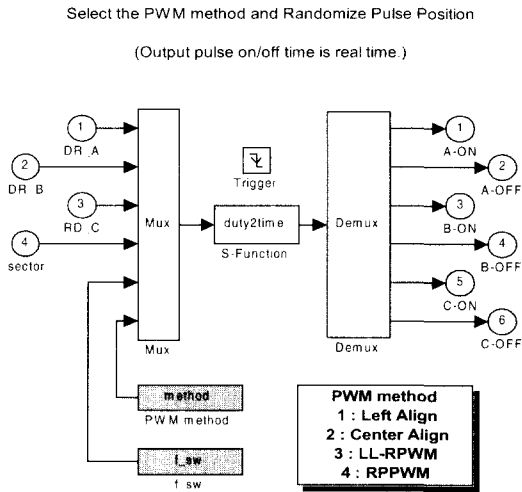 Select the PWM method and Randomize Pulse Position
(Output pulse on/off time is real time.)
1
DR_A
2
DR_B
3
RD_C
4
sector
Mux
Mux
Trigger
duty2time
S-Function
Demux
Demux
1
A-ON
2
A-OFF
3
B-ON
4
B-OFF
5
C-ON
6
C-OFF
method
PWM method
f_sw
f_sw
PWM method
1 : Left Align
2 : Center Align
3 : LL-RPWM
4 : RPPWM